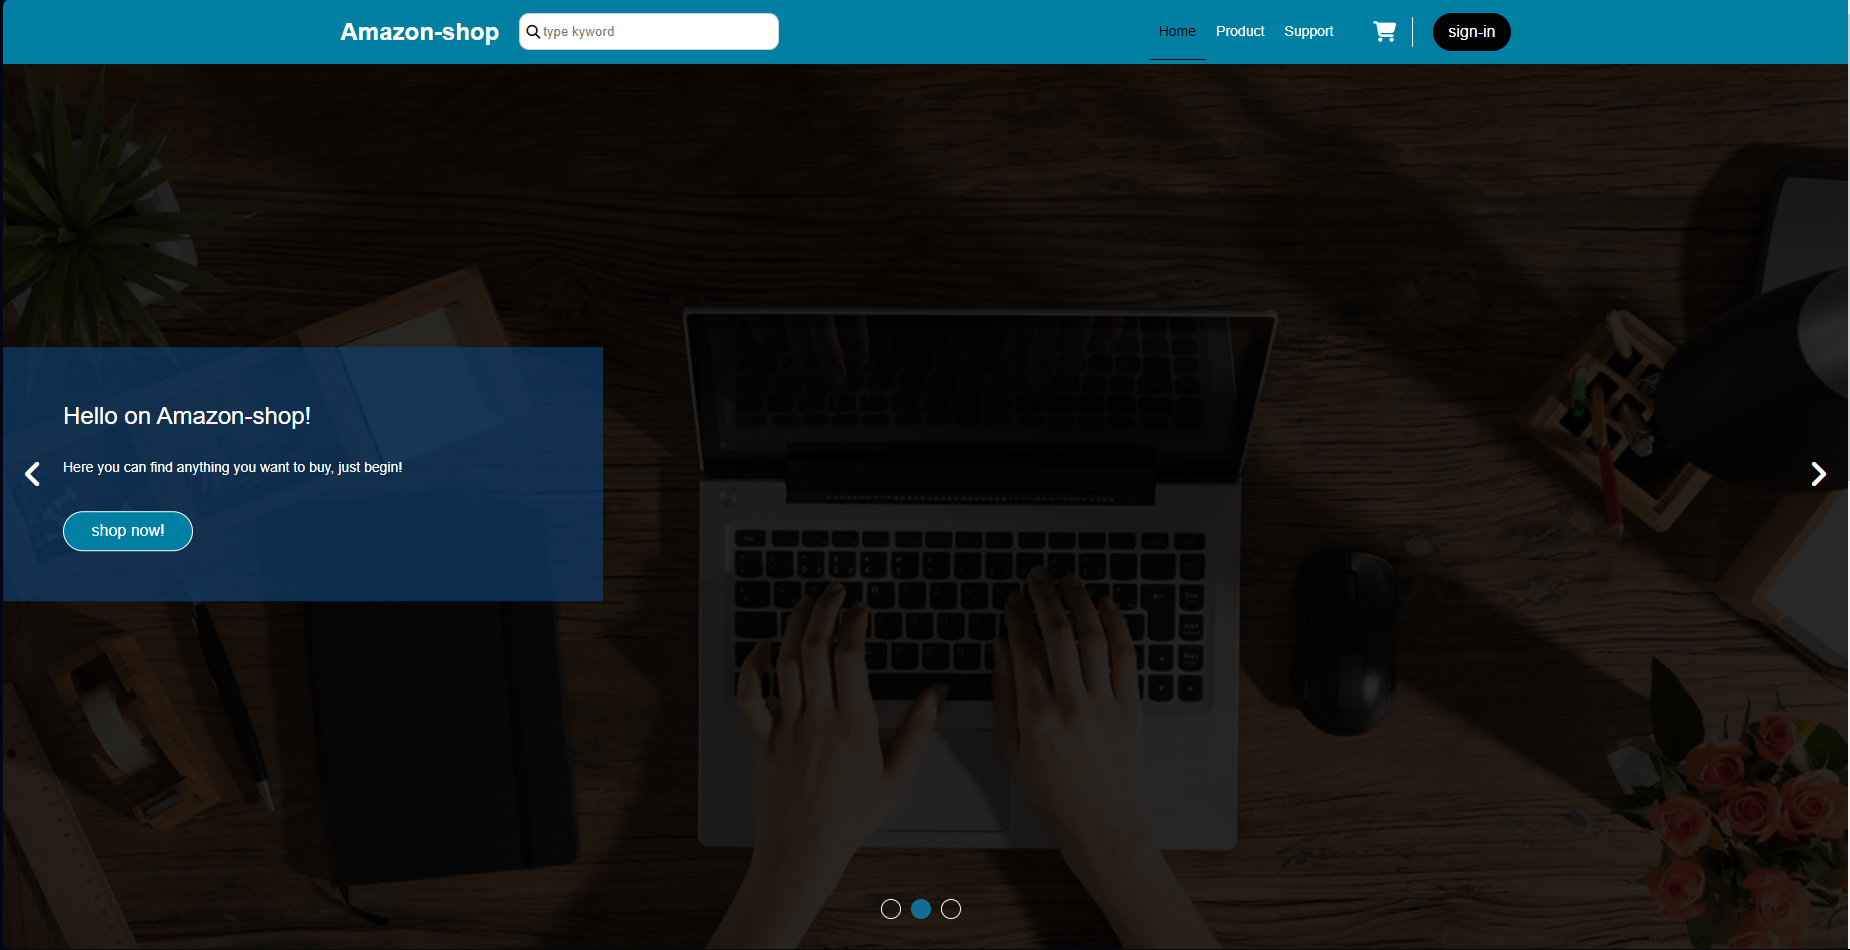 Amazon-shop
type kyword
Home
Product
Support
sign-in
Hello on Amazon-shop!
Here you can find anything you want to buy, just begin!
shop now!